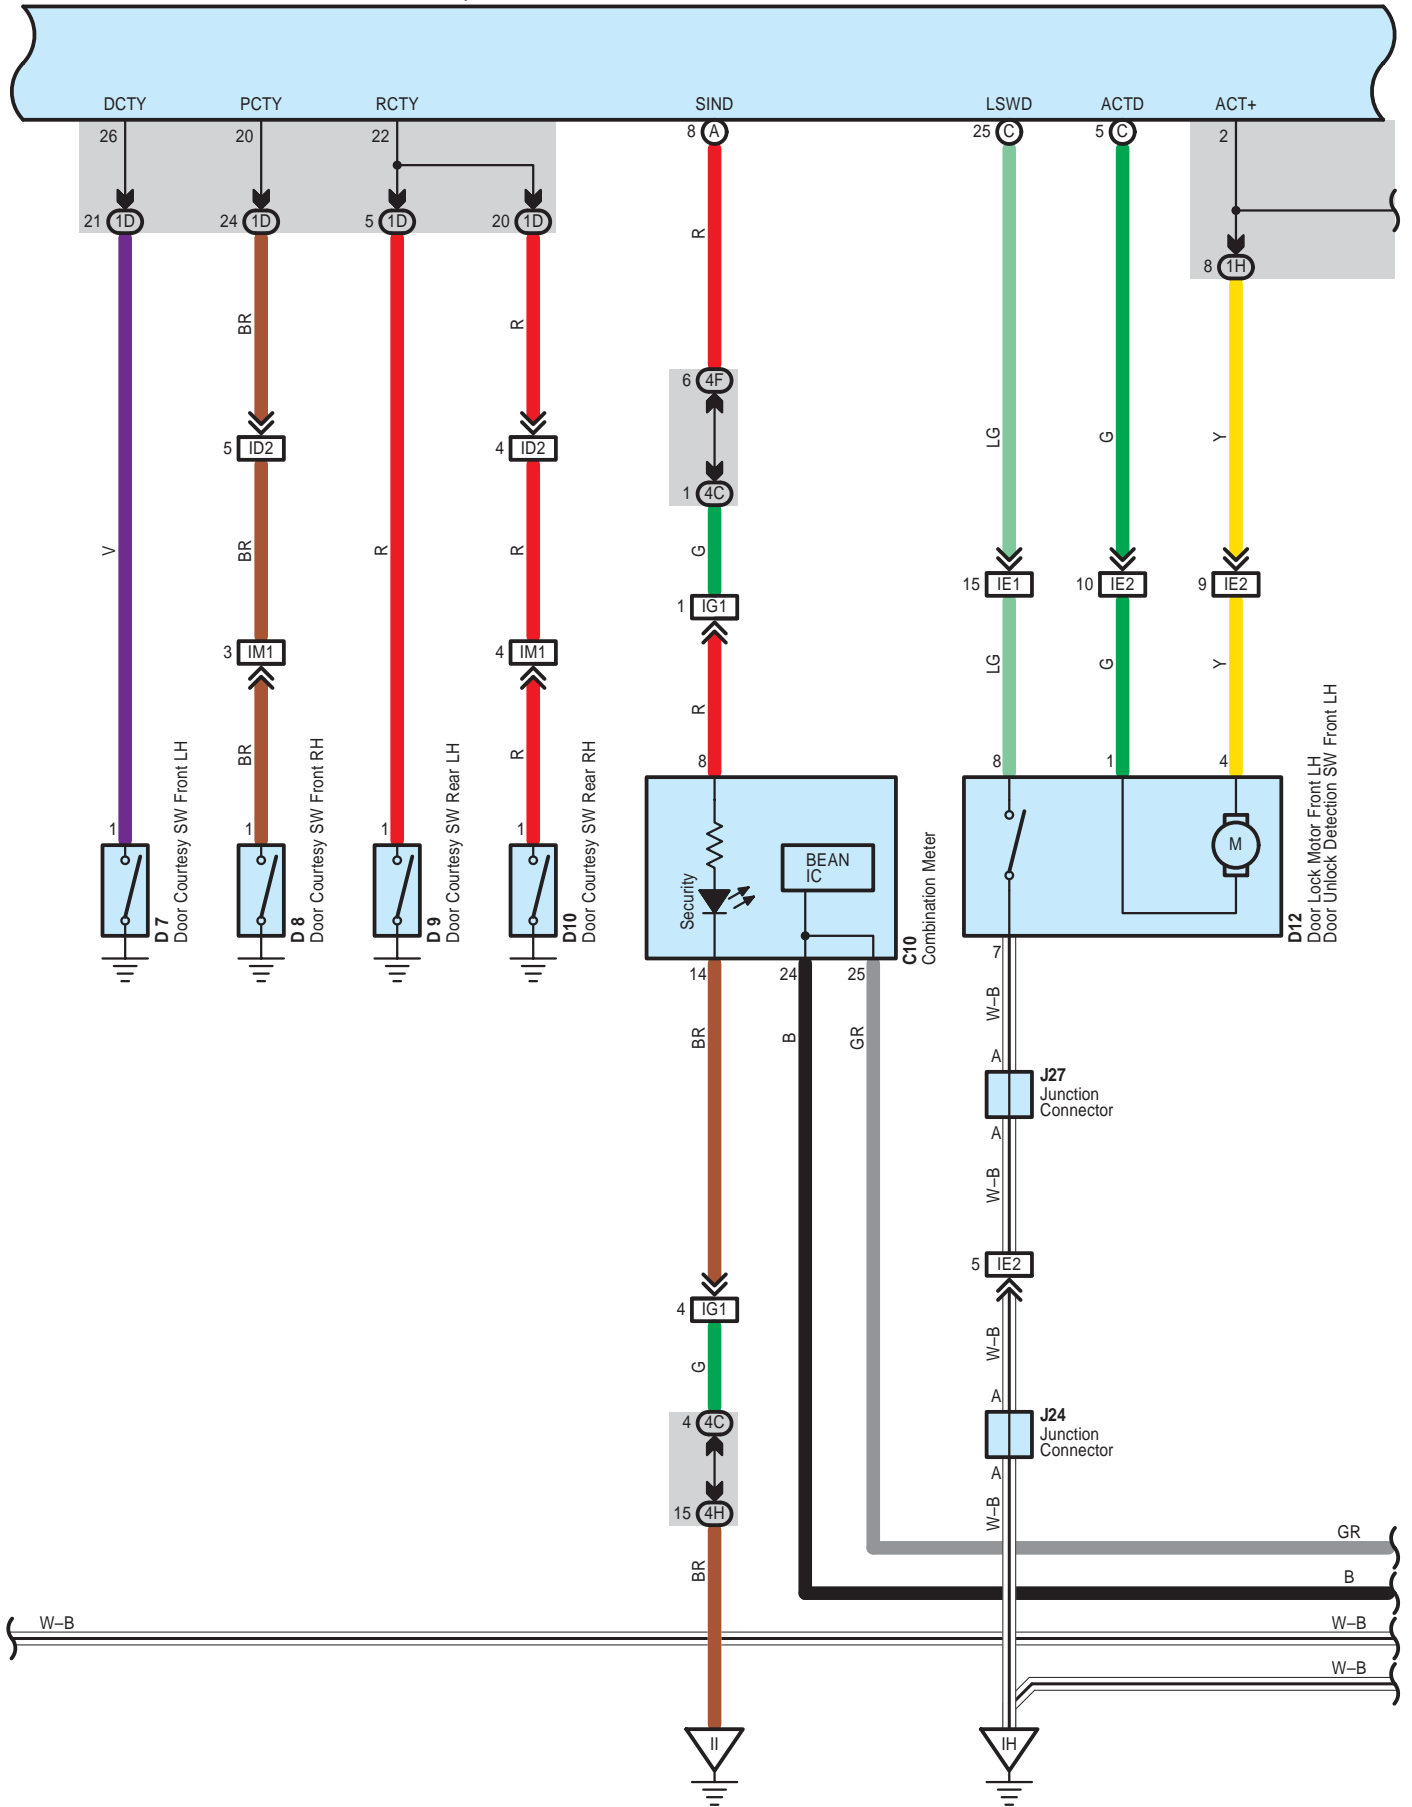 DCTY PCTY RCTY SIND LSWD ACTD ACT+
26 20 22 8 A 25 C 5 C 2
21 1D 24 1D 5 1D 20 1D
R
8 1H
BR R
6 4F
5 ID2 4 ID2
LG G Y
1 4C
V BR R R G
15 IE1 10 IE2 9 IE2
1 IG1
3 IM1 4 IM1
LG G Y
R
BR R
8 8 1 4
1 1 1 1
D 7
Door Courtesy SW Front LH
D 8
Door Courtesy SW Front RH
D 9
Door Courtesy SW Rear LH
D10
Door Courtesy SW Rear RH
Security
BEAN
IC
C10
Combination Meter
M
D12
Door Lock Motor Front LH
Door Unlock Detection SW Front LH
14 24 25 7
W–B
BR B GR
A
J27
Junction
Connector
A
W–B
5 IE2
4 IG1
W–B
G
A
J24
Junction
Connector
4 4C
A
15 4H
W–B
GR
BR
B
W–B W–B
W–B
II IH